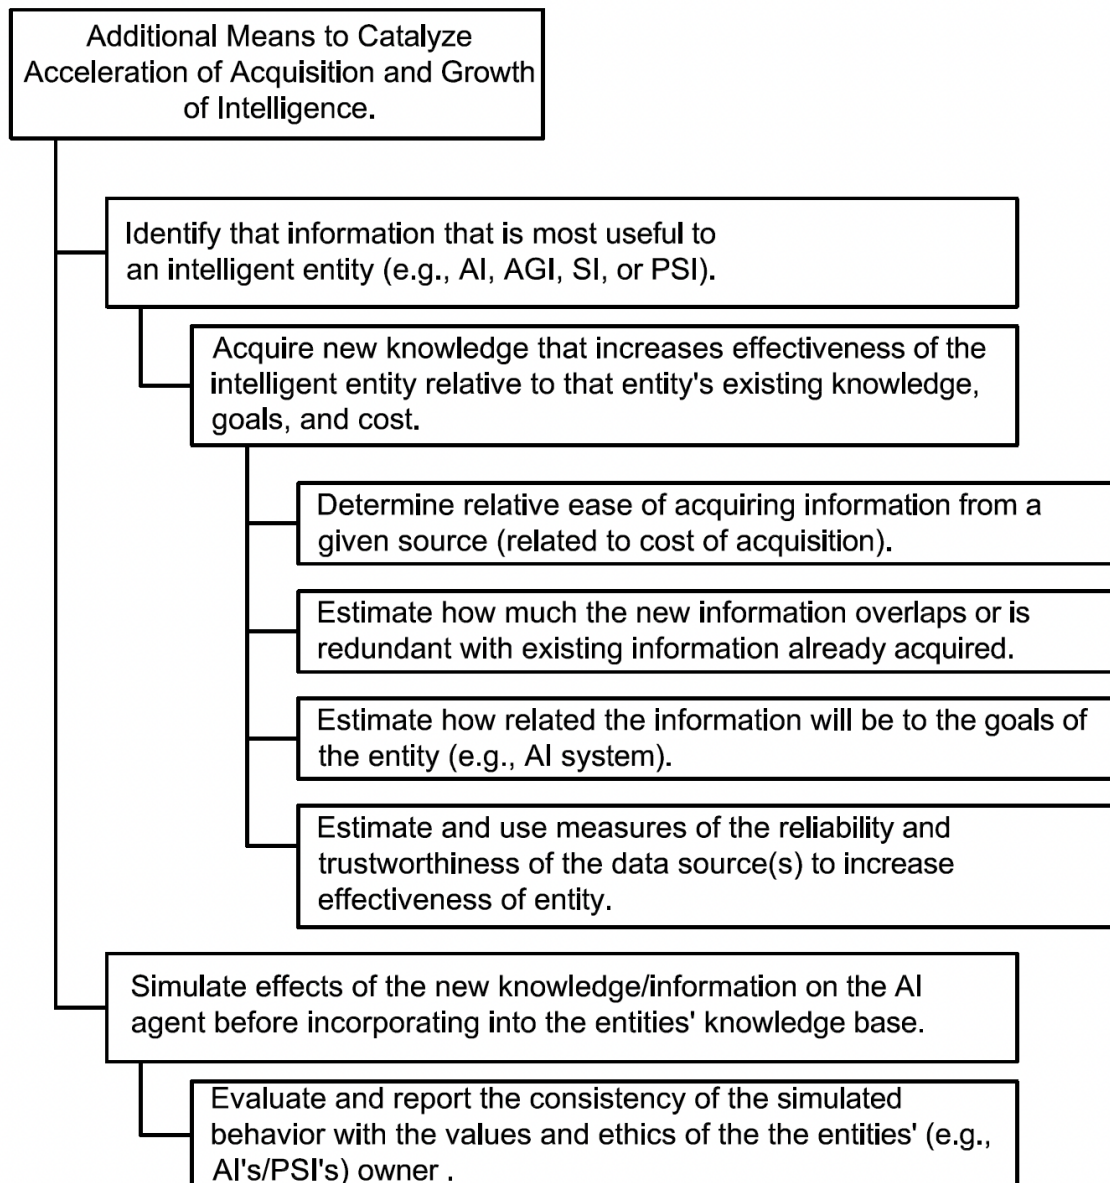 Additional Means to Catalyze
Acceleration of Acquisition and Growth
of Intelligence.
Identify that information that is most useful to
an intelligent entity (e.g., AI, AGI, SI, or PSI).
Acquire new knowledge that increases effectiveness of the
intelligent entity relative to that entity's existing knowledge,
goals, and cost.
Determine relative ease of acquiring information from a
given source (related to cost of acquisition).
Estimate how much the new information overlaps or is
redundant with existing information already acquired.
Estimate how related the information will be to the goals of
the entity (e.g., AI system).
Estimate and use measures of the reliability and
trustworthiness of the data source(s) to increase
effectiveness of entity.
Simulate effects of the new knowledge/information on the AI
agent before incorporating into the entities' knowledge base.
Evaluate and report the consistency of the simulated
behavior with the values and ethics of the the entities' (e.g.,
AI's/PSI's) owner .